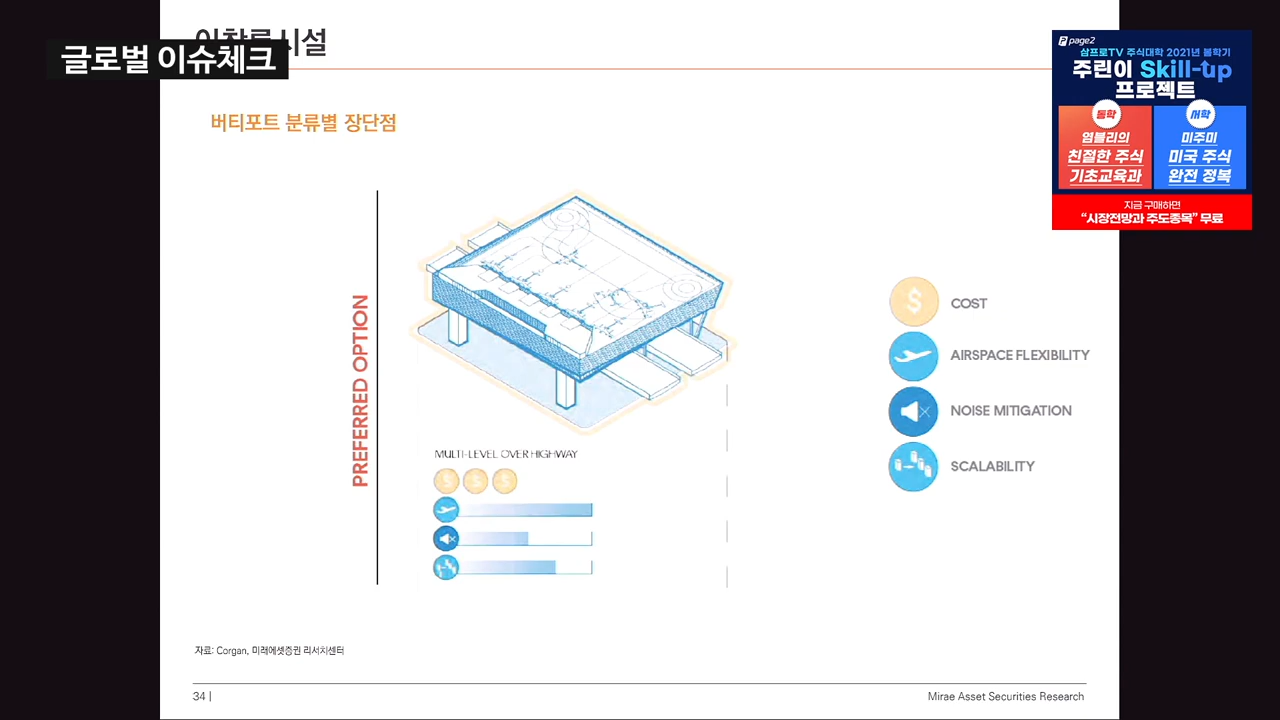 글로벌 이슈체크
시설
버티포트 분류별 장단점
page2
삼프로TV 주식대학 2021년 봄학기
주린이 Skill-up
프로젝트
동학
염블리의
친절한 주식
기초교육과
서학
미주미
미국 주식
완전 정복
지금 구매하면
“시장전망과 주도종목” 무료
PREFERRED OPTION
COST
AIRSPACE FLEXIBILITY
NOISE MITIGATION
SCALABILITY
MULTI-LEVEL OVER HIGHWAY
자료: Corgan, 미래에셋증권 리서치센터
34 |
Mirae Asset Securities Research